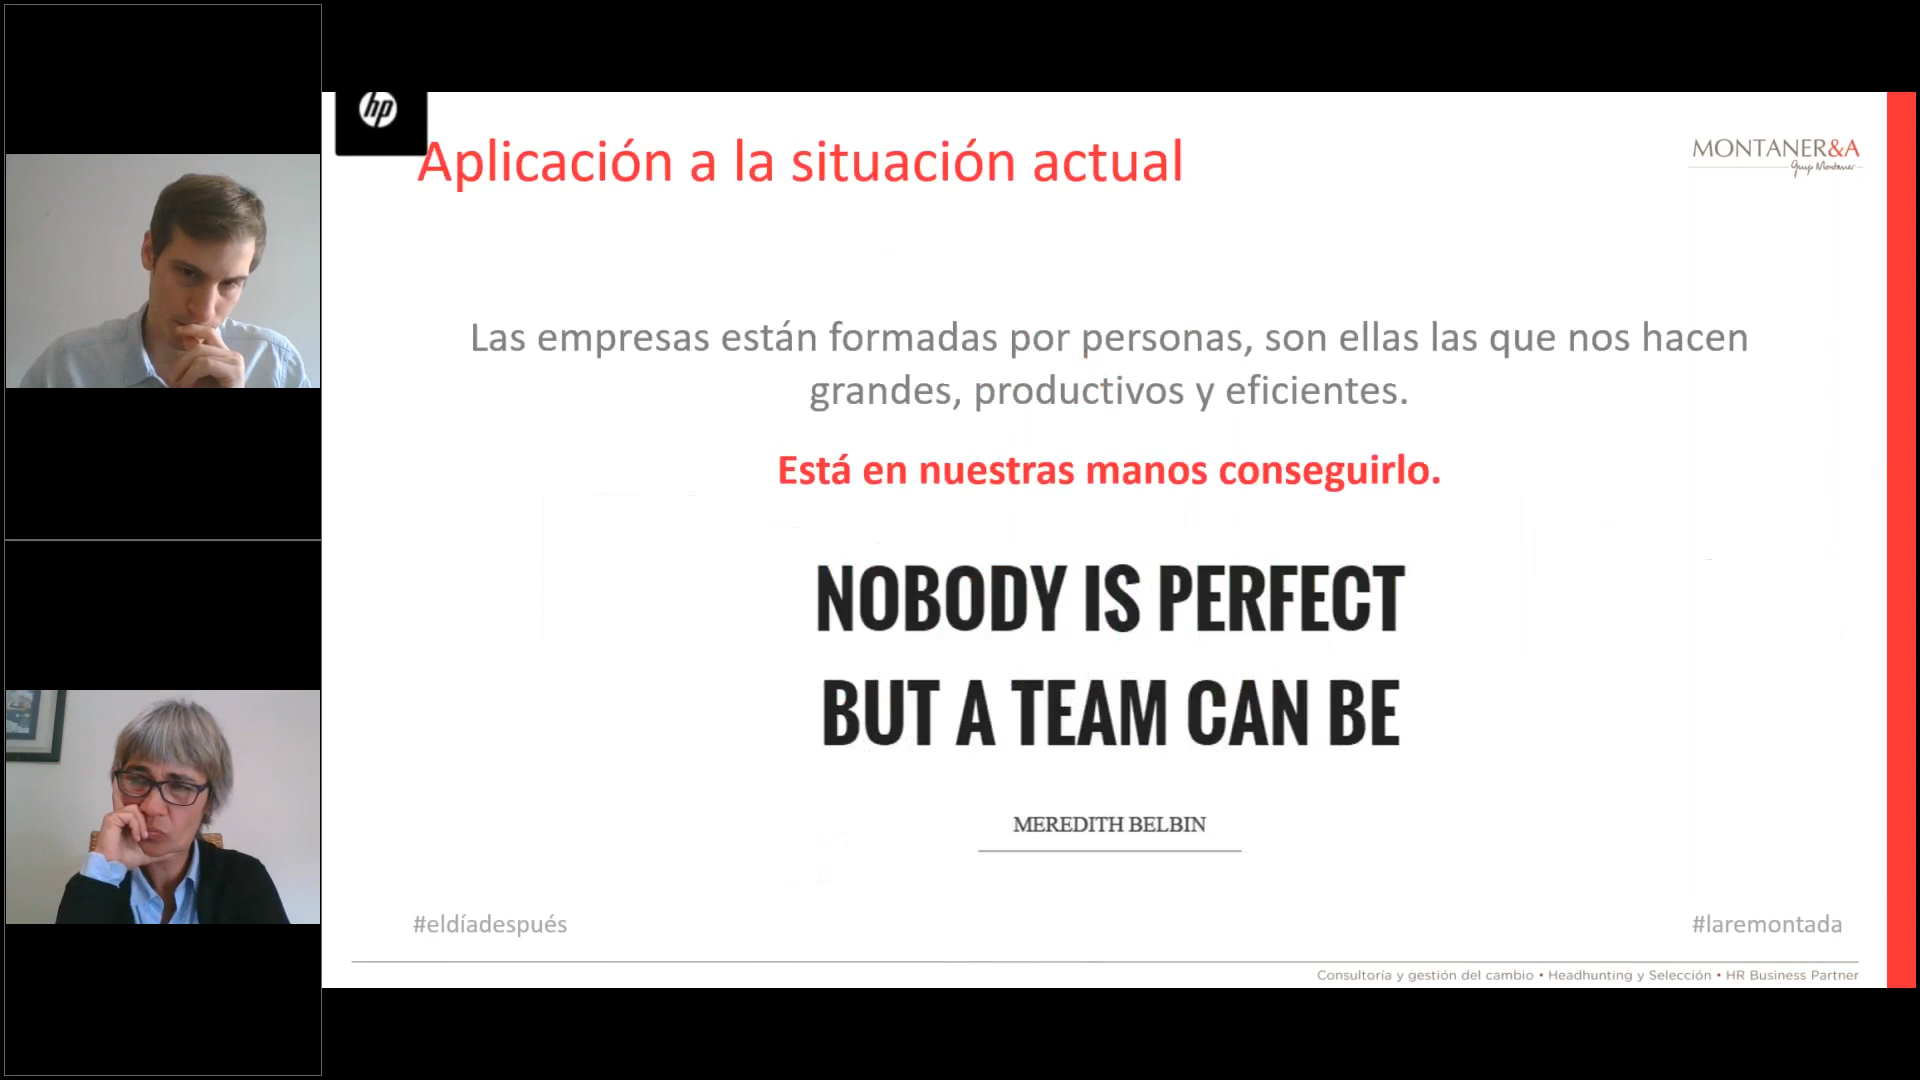 hp
Aplicación a la situación actual
MONTANER&A
Grup Montaner
Las empresas están formadas por personas, son ellas las que nos hacen
grandes, productivos y eficientes.
Está en nuestras manos conseguirlo.
NOBODY IS PERFECT
BUT A TEAM CAN BE
MEREDITH BELBIN
#eldíadespués
#laremontada
Consultoría y gestión del cambio • Headhunting y Selección • HR Business Partner